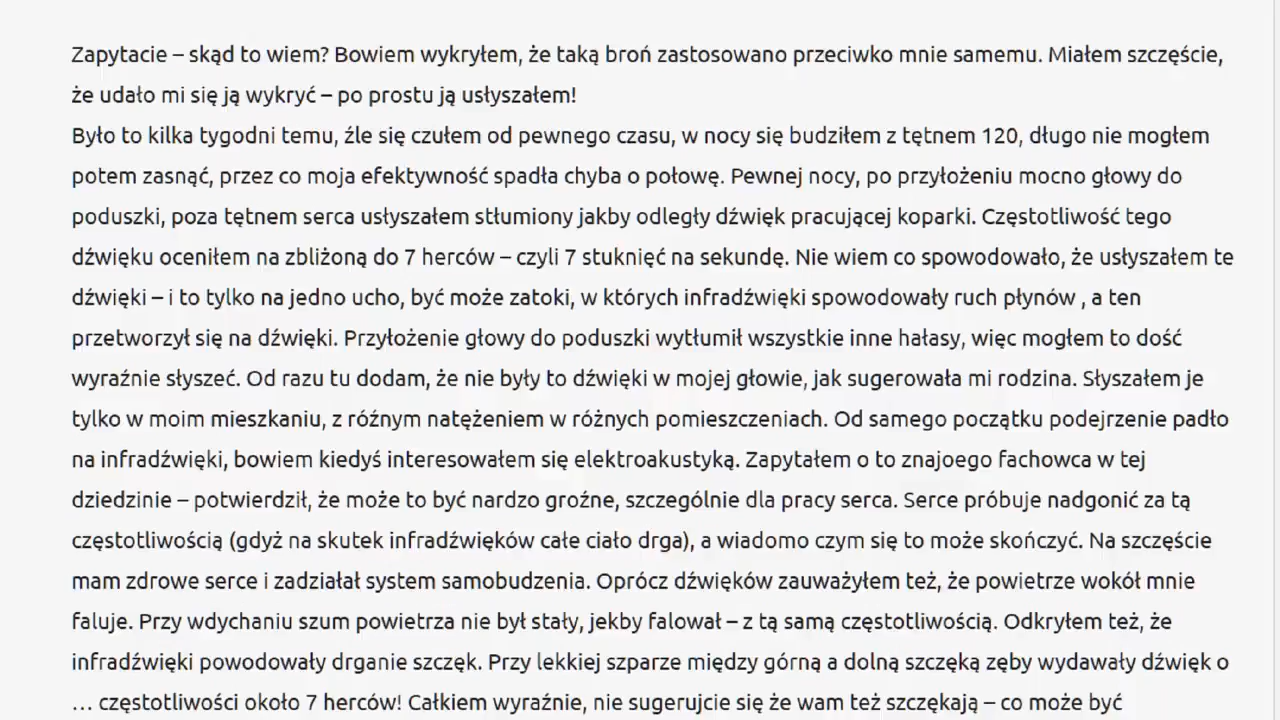 Zapytacie – skąd to wiem? Bowiem wykryłem, że taką broń zastosowano przeciwko mnie samemu. Miałem szczęście,
że udało mi się ją wykryć – po prostu ją usłyszałem!
Było to kilka tygodni temu, źle się czułem od pewnego czasu, w nocy się budziłem z tętnem 120, długo nie mogłem
potem zasnąć, przez co moja efektywność spadła chyba o połowę. Pewnej nocy, po przyłożeniu mocno głowy do
poduszki, poza tętnem serca usłyszałem stłumiony jakby odległy dźwięk pracującej koparki. Częstotliwość tego
dźwięku oceniłem na zbliżoną do 7 herców – czyli 7 stuknięć na sekundę. Nie wiem co spowodowało, że usłyszałem te
dźwięki – i to tylko na jedno ucho, być może zatoki, w których infradźwięki spowodowały ruch płynów , a ten
przetworzył się na dźwięki. Przyłożenie głowy do poduszki wytłumił wszystkie inne hałasy, więc mogłem to dość
wyraźnie słyszeć. Od razu tu dodam, że nie były to dźwięki w mojej głowie, jak sugerowała mi rodzina. Słyszałem je
tylko w moim mieszkaniu, z różnym natężeniem w różnych pomieszczeniach. Od samego początku podejrzenie padło
na infradźwięki, bowiem kiedyś interesowałem się elektroakustyką. Zapytałem o to znajoego fachowca w tej
dziedzinie – potwierdził, że może to być nardzo groźne, szczególnie dla pracy serca. Serce próbuje nadgonić za tą
częstotliwością (gdyż na skutek infradźwięków całe ciało drga), a wiadomo czym się to może skończyć. Na szczęście
mam zdrowe serce i zadziałał system samobudzenia. Oprócz dźwięków zauważyłem też, że powietrze wokół mnie
faluje. Przy wdychaniu szum powietrza nie był stały, jekby falował – z tą samą częstotliwością. Odkryłem też, że
infradźwięki powodowały drganie szczęk. Przy lekkiej szparze między górną a dolną szczęką zęby wydawały dźwięk o
… częstotliwości około 7 herców! Całkiem wyraźnie, nie sugerujcie się że wam też szczękają – co może być